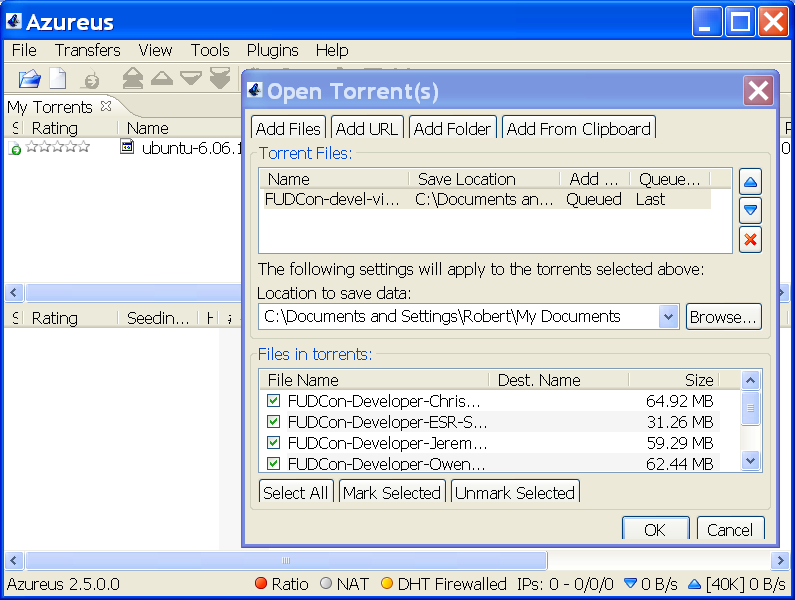 Azureus
File Transfers View Tools Plugins Help
My Torrents
S Rating Name
ubuntu-6.06.1
S Rating Seedin... H
Open Torrent(s)
Add Files Add URL Add Folder Add From Clipboard
Torrent Files:
Name Save Location Add ... Queue...
FUDCon-devel-vi... C:\Documents an... Queued Last
The following settings will apply to the torrents selected above:
Location to save data:
C:\Documents and Settings\Robert\My Documents Browse...
Files in torrents:
File Name Dest. Name Size
FUDCon-Developer-Chris... 64.92 MB
FUDCon-Developer-ESR-S... 31.26 MB
FUDCon-Developer-Jerem... 59.29 MB
FUDCon-Developer-Owen... 62.44 MB
Select All Mark Selected Unmark Selected
OK Cancel
Azureus 2.5.0.0 Ratio NAT DHT Firewalled IPs: 0 - 0/0/0 0 B/s [40K] 0 B/s